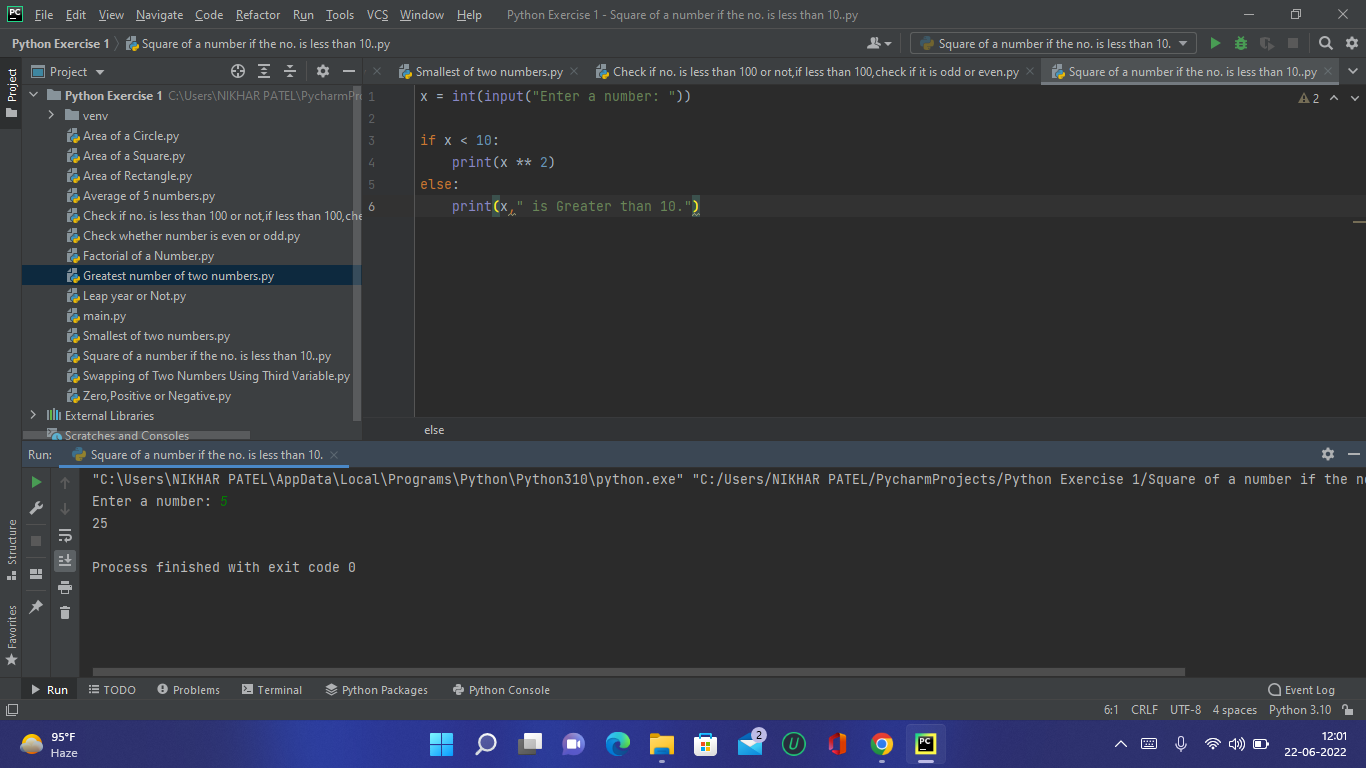 PC File Edit View Navigate Code Refactor Run Tools VCS Window Help Python Exercise 1 - Square of a number if the no. is less than 10..py
Python Exercise 1 Square of a number if the no. is less than 10..py Square of a number if the no. is less than 10.
Project
Project
Smallest of two numbers.py Check if no. is less than 100 or not,if less than 100,check if it is odd or even.py Square of a number if the no. is less than 10..py
Python Exercise 1 C:\Users\NIKHAR PATEL\PycharmPr
venv
Area of a Circle.py
Area of a Square.py
Area of Rectangle.py
Average of 5 numbers.py
Check if no. is less than 100 or not,if less than 100,che
Check whether number is even or odd.py
Factorial of a Number.py
Greatest number of two numbers.py
Leap year or Not.py
main.py
Smallest of two numbers.py
Square of a number if the no. is less than 10..py
Swapping of Two Numbers Using Third Variable.py
Zero,Positive or Negative.py
External Libraries
Scratches and Consoles
1 x = int(input("Enter a number: "))
2
3 if x < 10:
4     print(x ** 2)
5 else:
6     print(x," is Greater than 10.")
2
else
Run: Square of a number if the no. is less than 10.
"C:\Users\NIKHAR PATEL\AppData\Local\Programs\Python\Python310\python.exe" "C:/Users/NIKHAR PATEL/PycharmProjects/Python Exercise 1/Square of a number if the no
Enter a number: 5
25
Process finished with exit code 0
Structure
Favorites
Run TODO Problems Terminal Python Packages Python Console Event Log
6:1 CRLF UTF-8 4 spaces Python 3.10
95°F
Haze
2
U
PC
12:01
22-06-2022